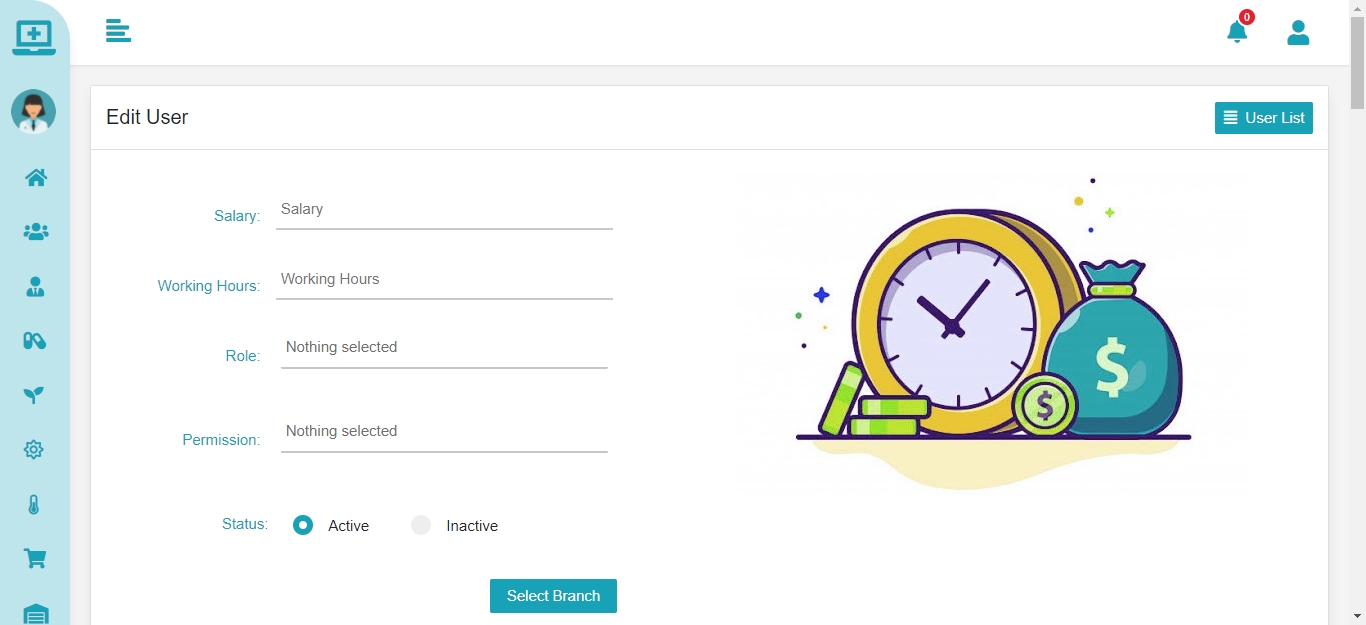 0
Edit User
User List
Salary: Salary
Working Hours: Working Hours
Role: Nothing selected
Permission: Nothing selected
Status: Active Inactive
Select Branch
$
$